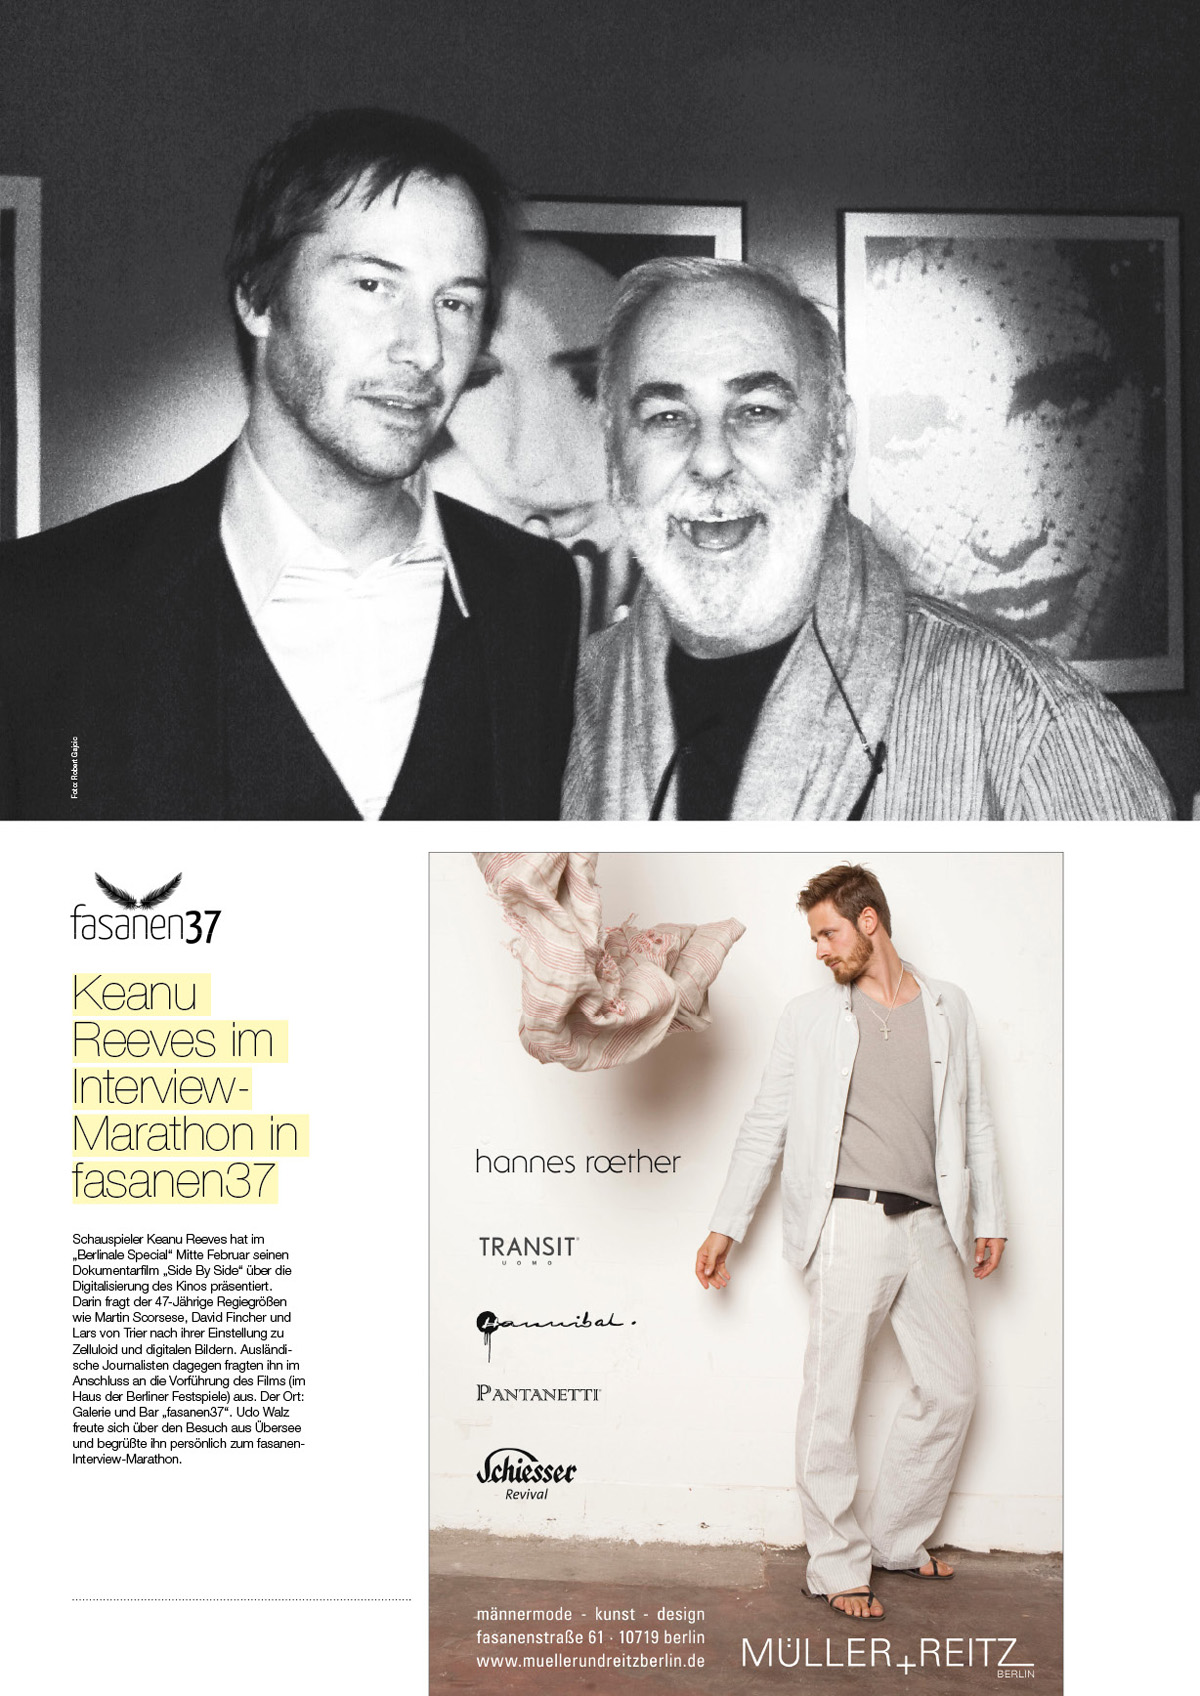 Foto: Robert Gajcic
fasanen37
Keanu
Reeves im
Interview-
Marathon in
fasanen37
Schauspieler Keanu Reeves hat im
„Berlinale Special“ Mitte Februar seinen
Dokumentarfilm „Side By Side“ über die
Digitalisierung des Kinos präsentiert.
Darin fragt der 47-Jährige Regiegrößen
wie Martin Scorsese, David Fincher und
Lars von Trier nach ihrer Einstellung zu
Zelluloid und digitalen Bildern. Ausländi-
sche Journalisten dagegen fragten ihn im
Anschluss an die Vorführung des Films (im
Haus der Berliner Festspiele) aus. Der Ort:
Galerie und Bar „fasanen37“. Udo Walz
freute sich über den Besuch aus Übersee
und begrüßte ihn persönlich zum fasanen-
Interview-Marathon.
hannes rœther
TRANSIT
UOMO
Hannibal.
PANTANETTI
Schiesser
Revival
männermode - kunst - design
fasanenstraße 61 · 10719 berlin
www.muellerundreitzberlin.de
MÜLLER+REITZ
BERLIN